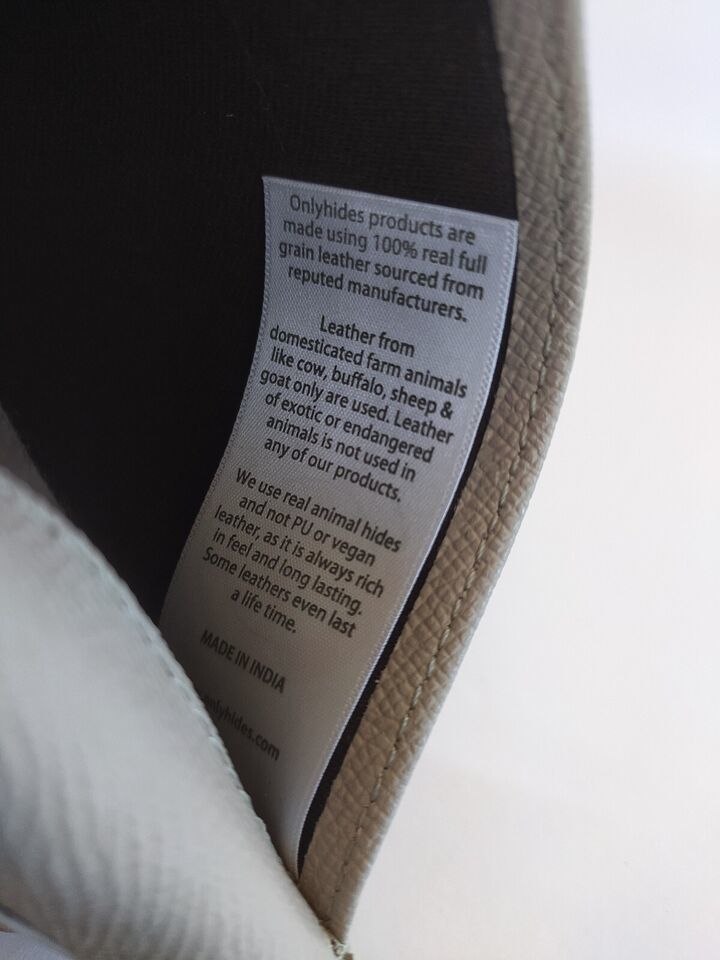 Onlyhides products are
made using 100% real full
grain leather sourced from
reputed manufacturers.
Leather from
domesticated farm animals
like cow, buffalo, sheep &
goat only are used. Leather
of exotic or endangered
animals is not used in
any of our products.
We use real animal hides
and not PU or vegan
leather, as it is always rich
in feel and long lasting.
Some leathers even last
a life time.
MADE IN INDIA
onlyhides.com